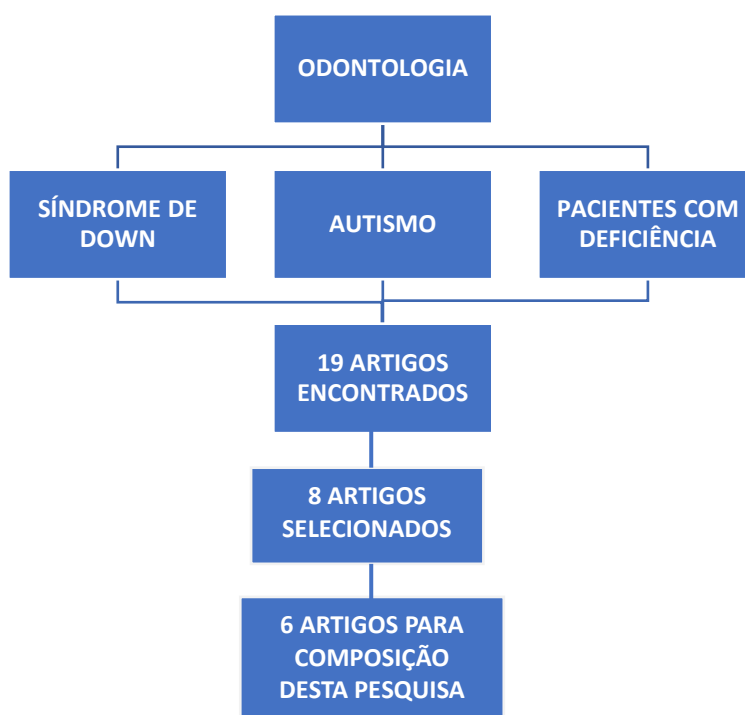 ODONTOLOGIA
SÍNDROME DE
DOWN
AUTISMO
PACIENTES COM
DEFICIÊNCIA
19 ARTIGOS
ENCONTRADOS
8 ARTIGOS
SELECIONADOS
6 ARTIGOS PARA
COMPOSIÇÃO
DESTA PESQUISA